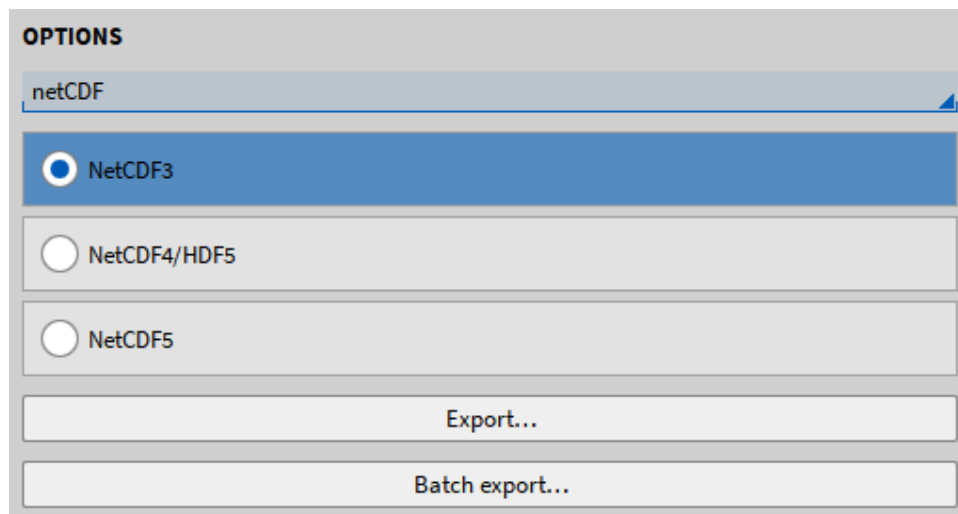 OPTIONS
netCDF
NetCDF3
NetCDF4/HDF5
NetCDF5
Export...
Batch export...